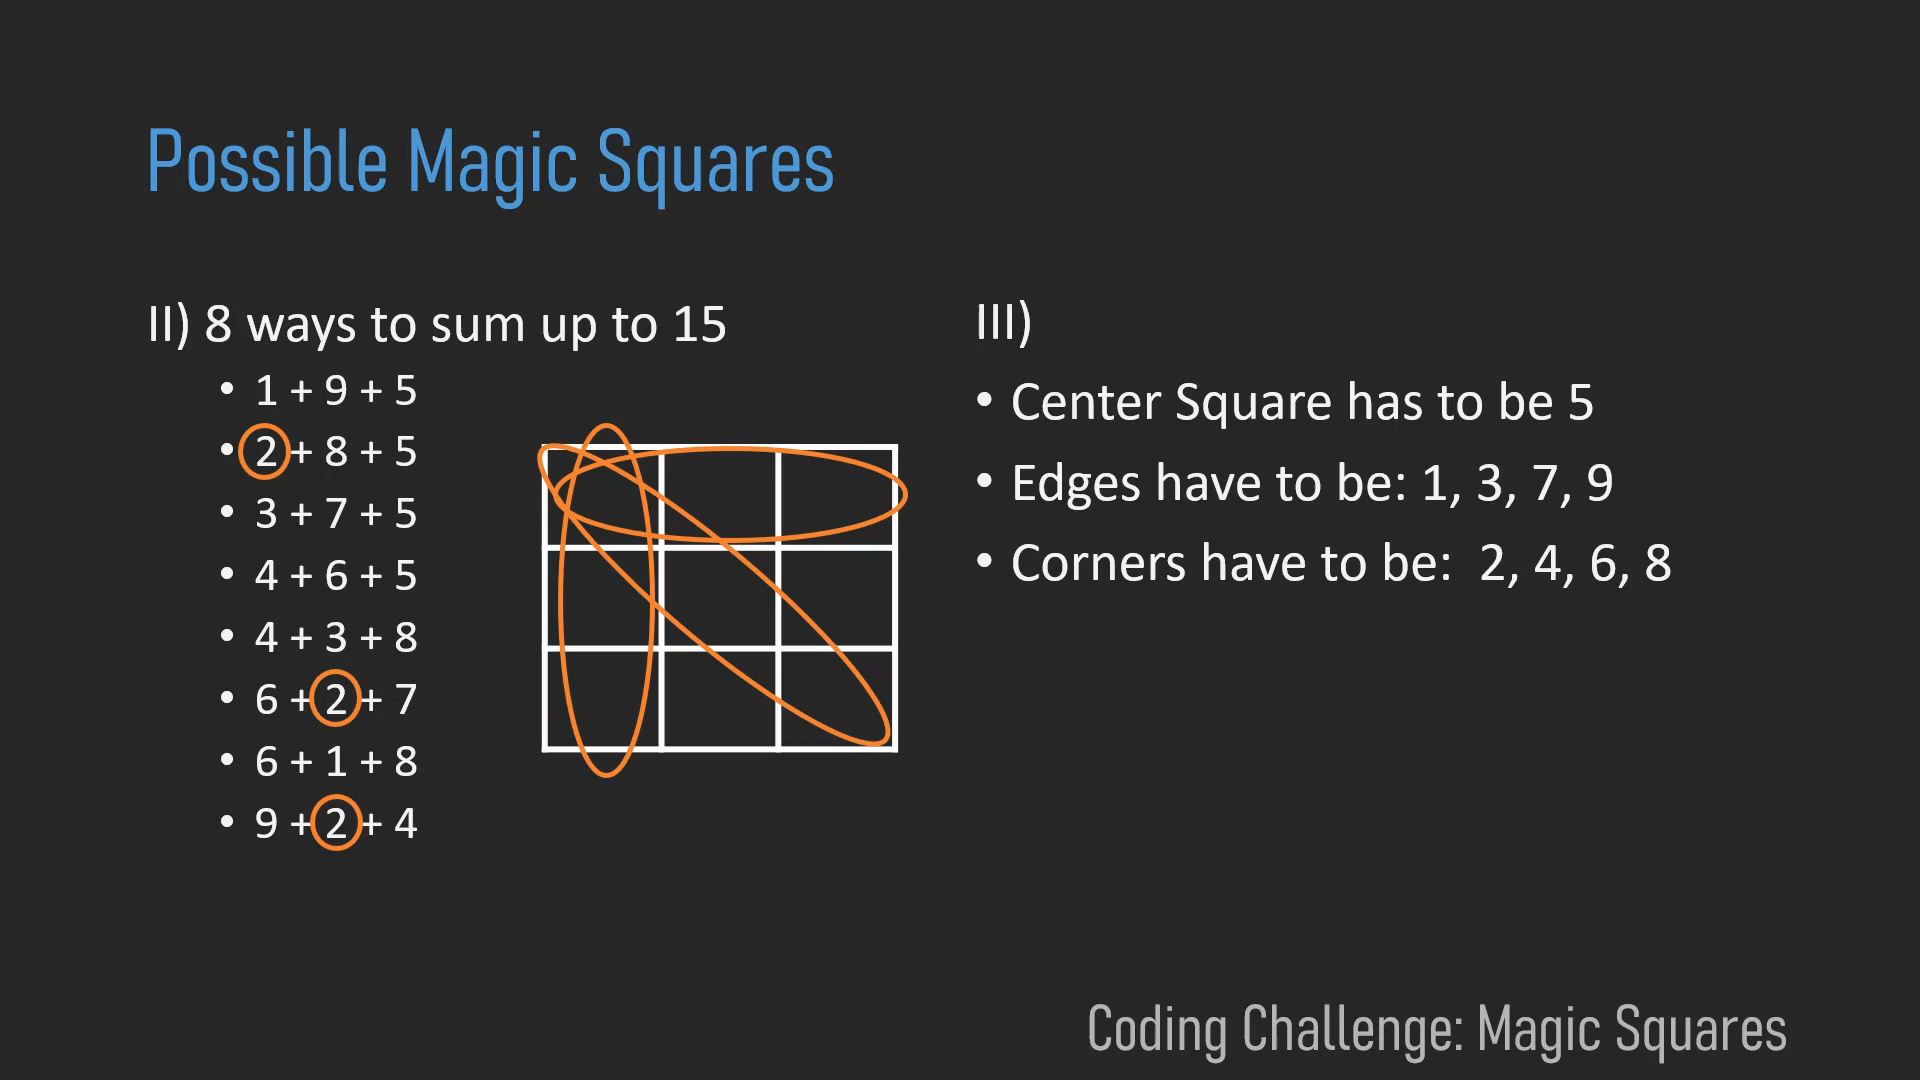 Possible Magic Squares
II) 8 ways to sum up to 15
• 1 + 9 + 5
• 2 + 8 + 5
• 3 + 7 + 5
• 4 + 6 + 5
• 4 + 3 + 8
• 6 + 2 + 7
• 6 + 1 + 8
• 9 + 2 + 4
III)
• Center Square has to be 5
• Edges have to be: 1, 3, 7, 9
• Corners have to be: 2, 4, 6, 8
Coding Challenge: Magic Squares